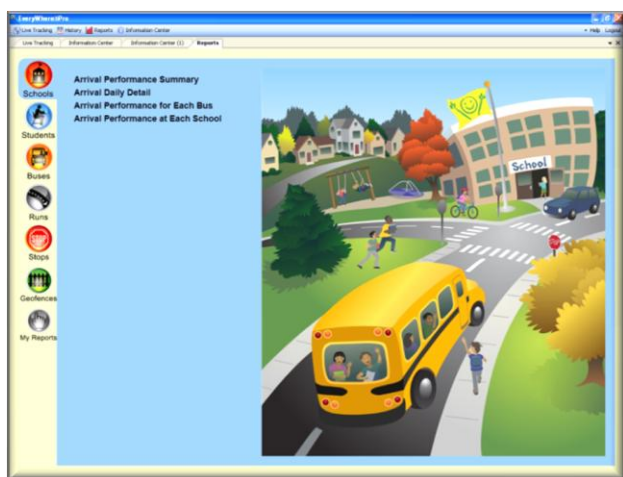 EveryWherePro
Live Tracking History Reports Information Center Help Logout
Live Tracking Information Center Information Center (1) Reports
Schools
Students
Buses
Runs
Stops
Geofences
My Reports
Arrival Performance Summary
Arrival Daily Detail
Arrival Performance for Each Bus
Arrival Performance at Each School
School
STOP